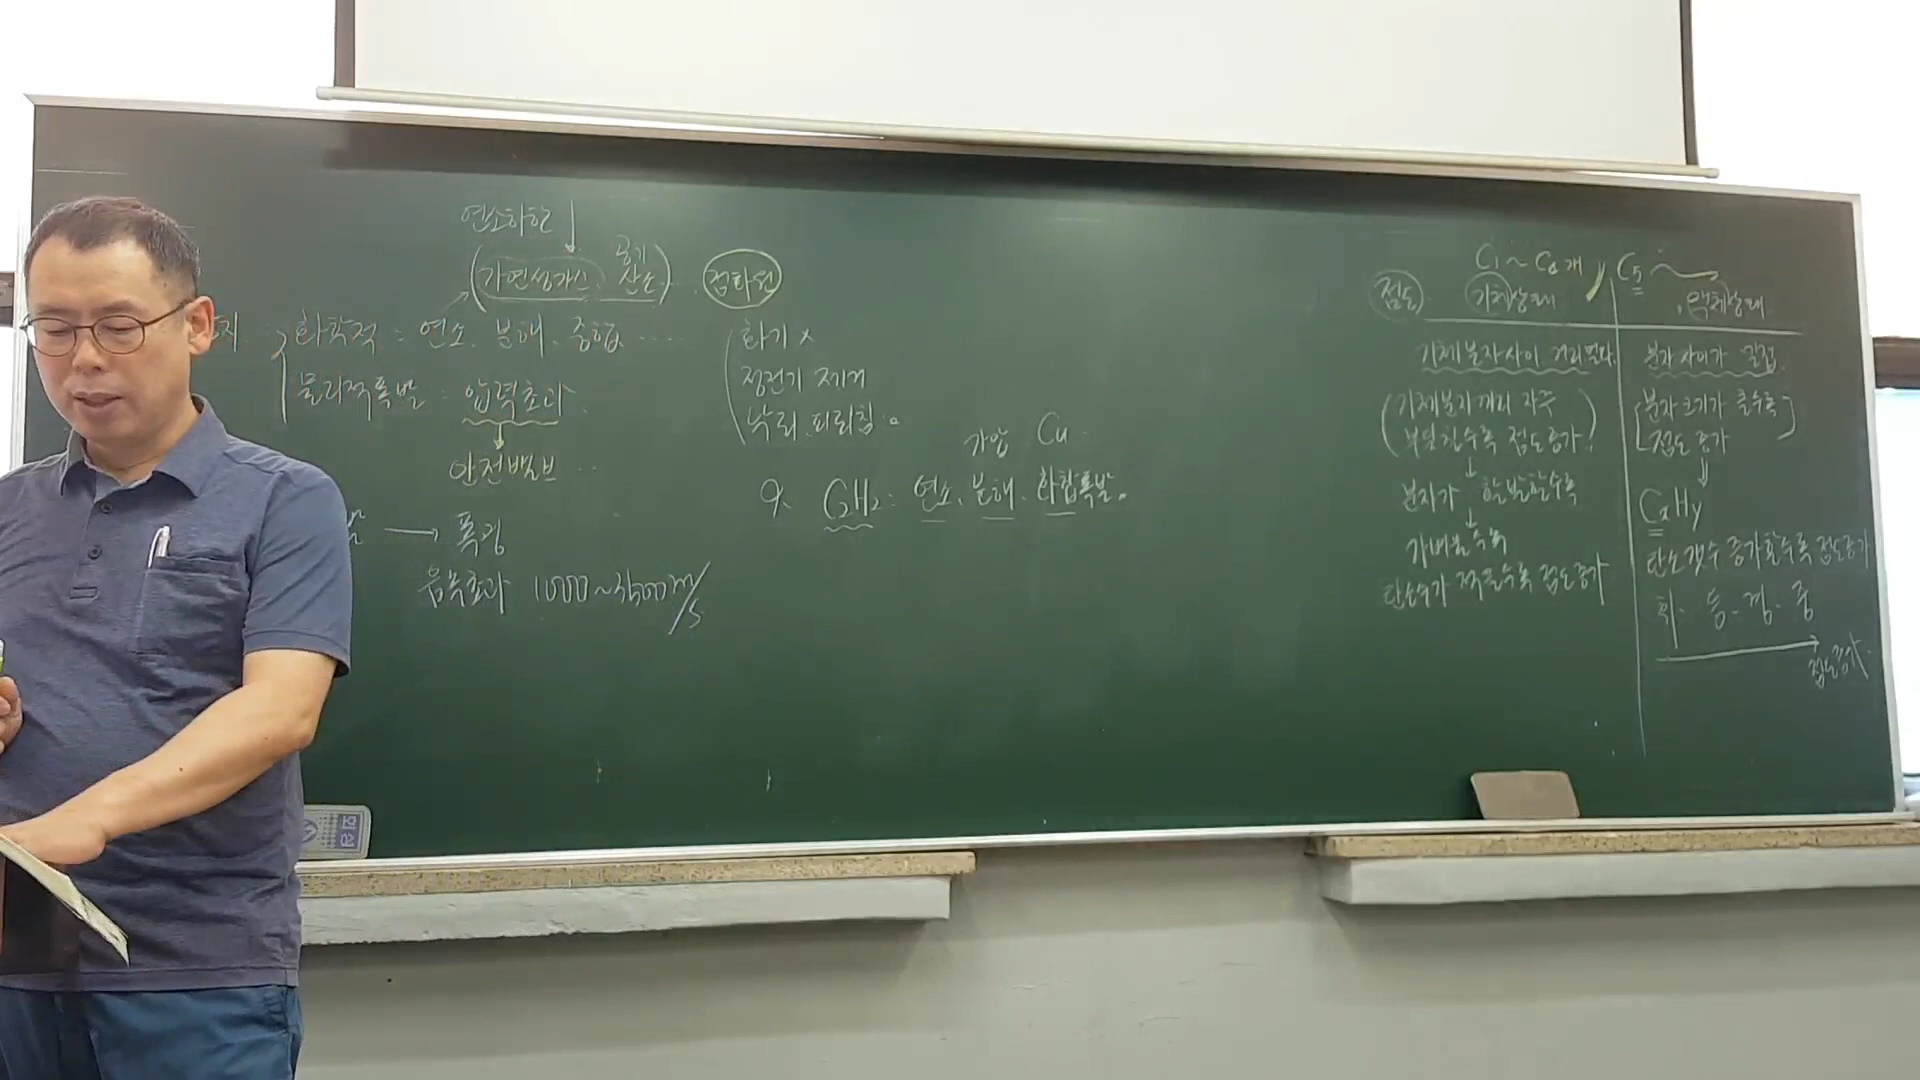 연소하한 ↓
(가연성가스, 공기 산소) 점화원
지 화학적 : 연소, 분해, 중합 .....
물리적폭발 : 압력초과.
↓
안전밸브 ..
화기 x
정전기 제거
낙뢰, 피뢰침.
→ 폭굉
음속초과 1000~3500m/s
가압 Cu
9. C2H2 : 연소, 분해, 화합폭발.
점도
C1 ~ C4개
기체상태
기체분자사이 거리멀다.
(기체분자끼리 자주
부딪칠수록 점도증가.)
↓
분자가 활발할수록
↓
가벼울수록
탄소수가 적을수록 점도증가
C5 ~
액체상태
분자사이가 밀접.
[분자크기가 클수록
점도증가]
⇓
CxHy
탄소갯수 증가할수록 점도증가
휘. 등. 경. 중
점도증가.